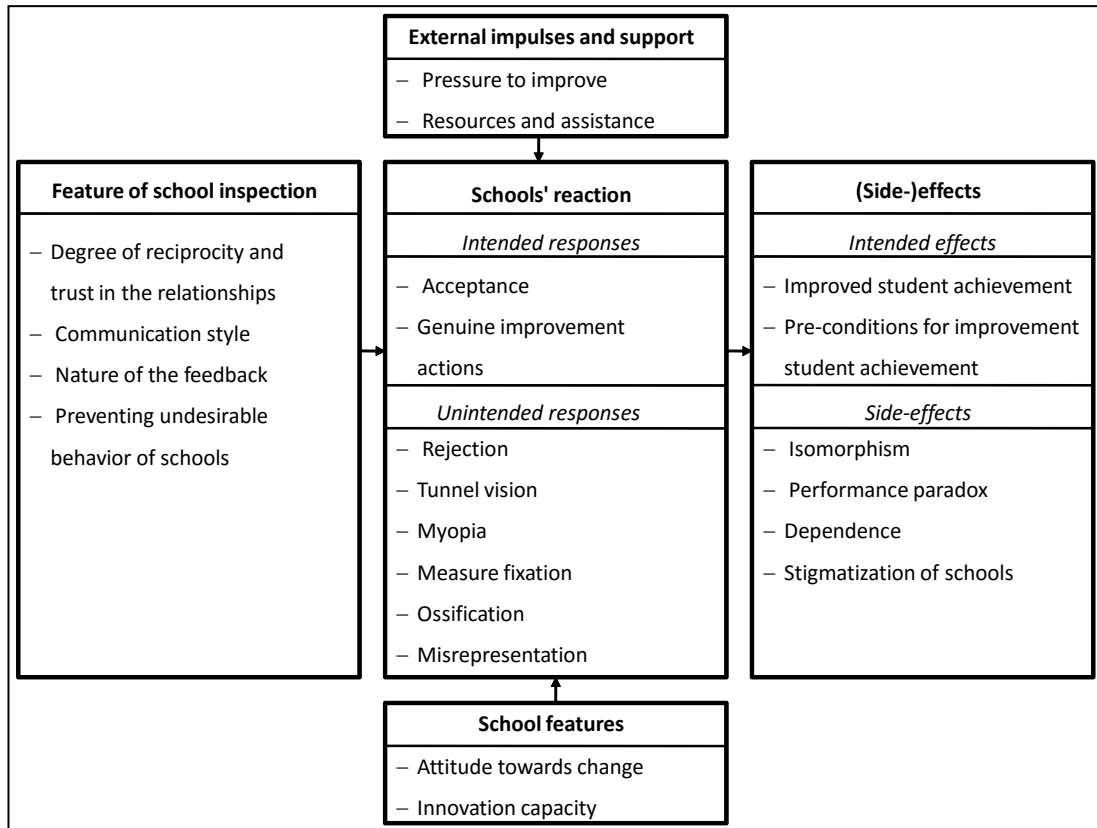 External impulses and support
– Pressure to improve
– Resources and assistance
Feature of school inspection
– Degree of reciprocity and
trust in the relationships
– Communication style
– Nature of the feedback
– Preventing undesirable
behavior of schools
Schools' reaction
Intended responses
– Acceptance
– Genuine improvement
actions
Unintended responses
– Rejection
– Tunnel vision
– Myopia
– Measure fixation
– Ossification
– Misrepresentation
(Side-)effects
Intended effects
– Improved student achievement
– Pre-conditions for improvement
student achievement
Side-effects
– Isomorphism
– Performance paradox
– Dependence
– Stigmatization of schools
School features
– Attitude towards change
– Innovation capacity